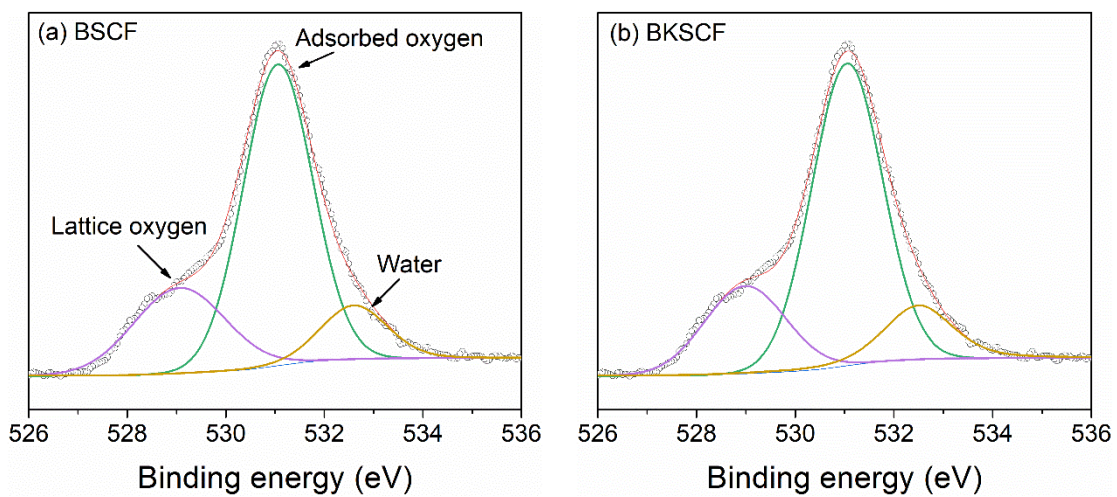 (a) BSCF
Adsorbed oxygen
Lattice oxygen
Water
526 528 530 532 534 536
Binding energy (eV)
(b) BKSCF
526 528 530 532 534 536
Binding energy (eV)